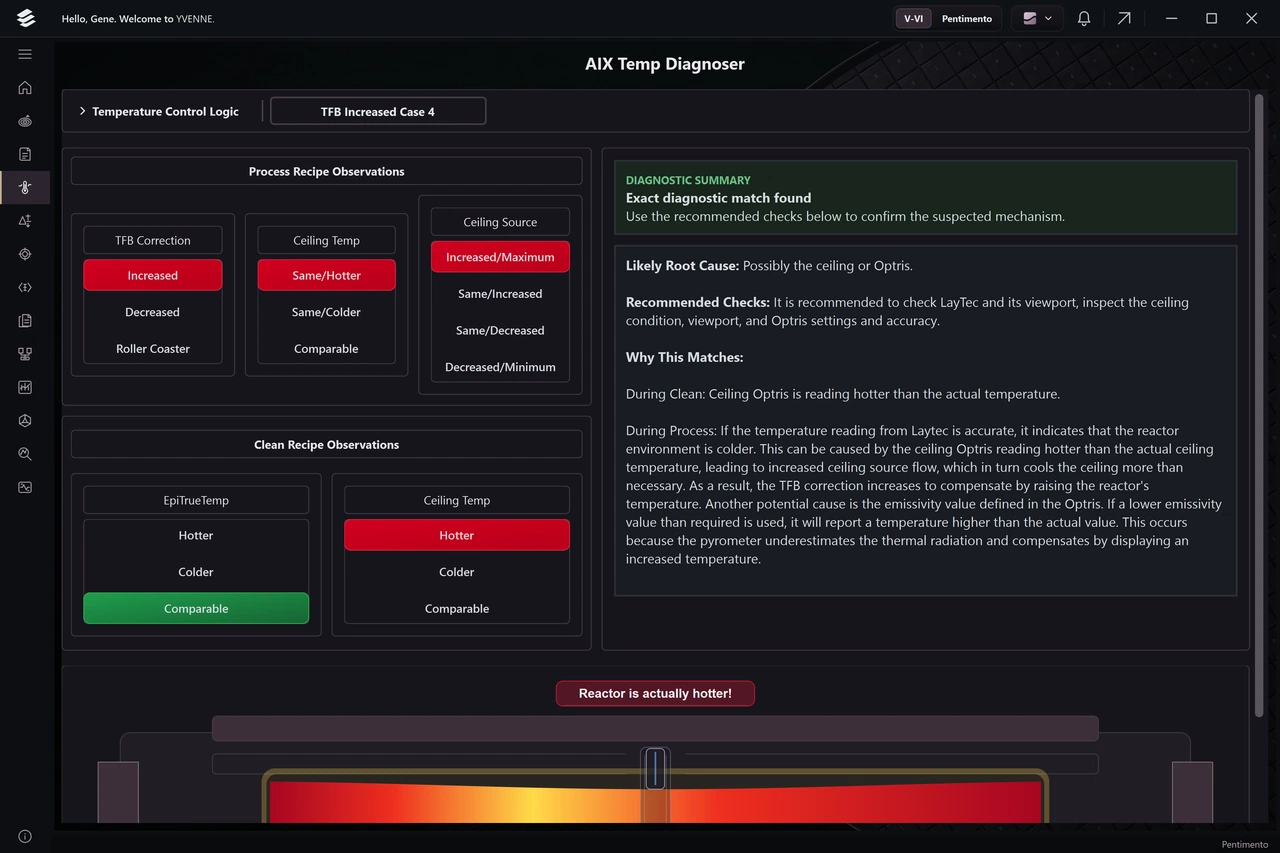 Hello, Gene. Welcome to YVENNE.
V-VI
Pentimento
AIX Temp Diagnoser
Temperature Control Logic
TFB Increased Case 4
Process Recipe Observations
TFB Correction
Increased
Decreased
Roller Coaster
Ceiling Temp
Same/Hotter
Same/Colder
Comparable
Ceiling Source
Increased/Maximum
Same/Increased
Same/Decreased
Decreased/Minimum
Clean Recipe Observations
EpiTrueTemp
Hotter
Colder
Comparable
Ceiling Temp
Hotter
Colder
Comparable
DIAGNOSTIC SUMMARY
Exact diagnostic match found
Use the recommended checks below to confirm the suspected mechanism.
Likely Root Cause: Possibly the ceiling or Optris.
Recommended Checks: It is recommended to check LayTec and its viewport, inspect the ceiling
condition, viewport, and Optris settings and accuracy.
Why This Matches:
During Clean: Ceiling Optris is reading hotter than the actual temperature.
During Process: If the temperature reading from Laytec is accurate, it indicates that the reactor
environment is colder. This can be caused by the ceiling Optris reading hotter than the actual ceiling
temperature, leading to increased ceiling source flow, which in turn cools the ceiling more than
necessary. As a result, the TFB correction increases to compensate by raising the reactor's
temperature. Another potential cause is the emissivity value defined in the Optris. If a lower emissivity
value than required is used, it will report a temperature higher than the actual value. This occurs
because the pyrometer underestimates the thermal radiation and compensates by displaying an
increased temperature.
Reactor is actually hotter!
Pentimento